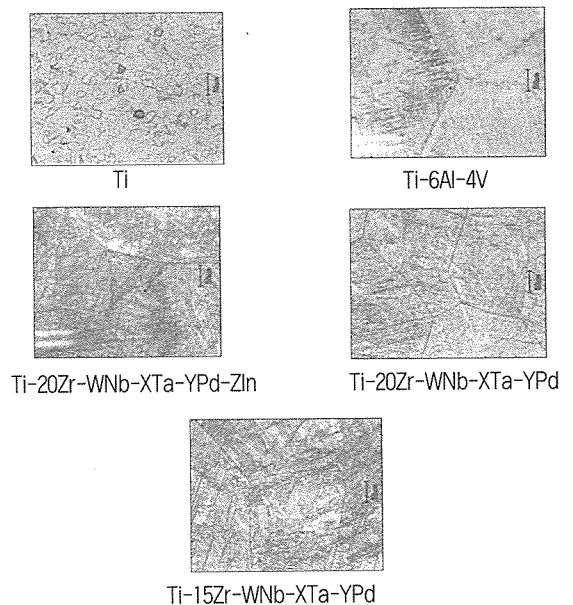 Ti
Ti-6Al-4V
Ti-20Zr-WNb-XTa-YPd-ZIn
Ti-20Zr-WNb-XTa-YPd
Ti-15Zr-WNb-XTa-YPd